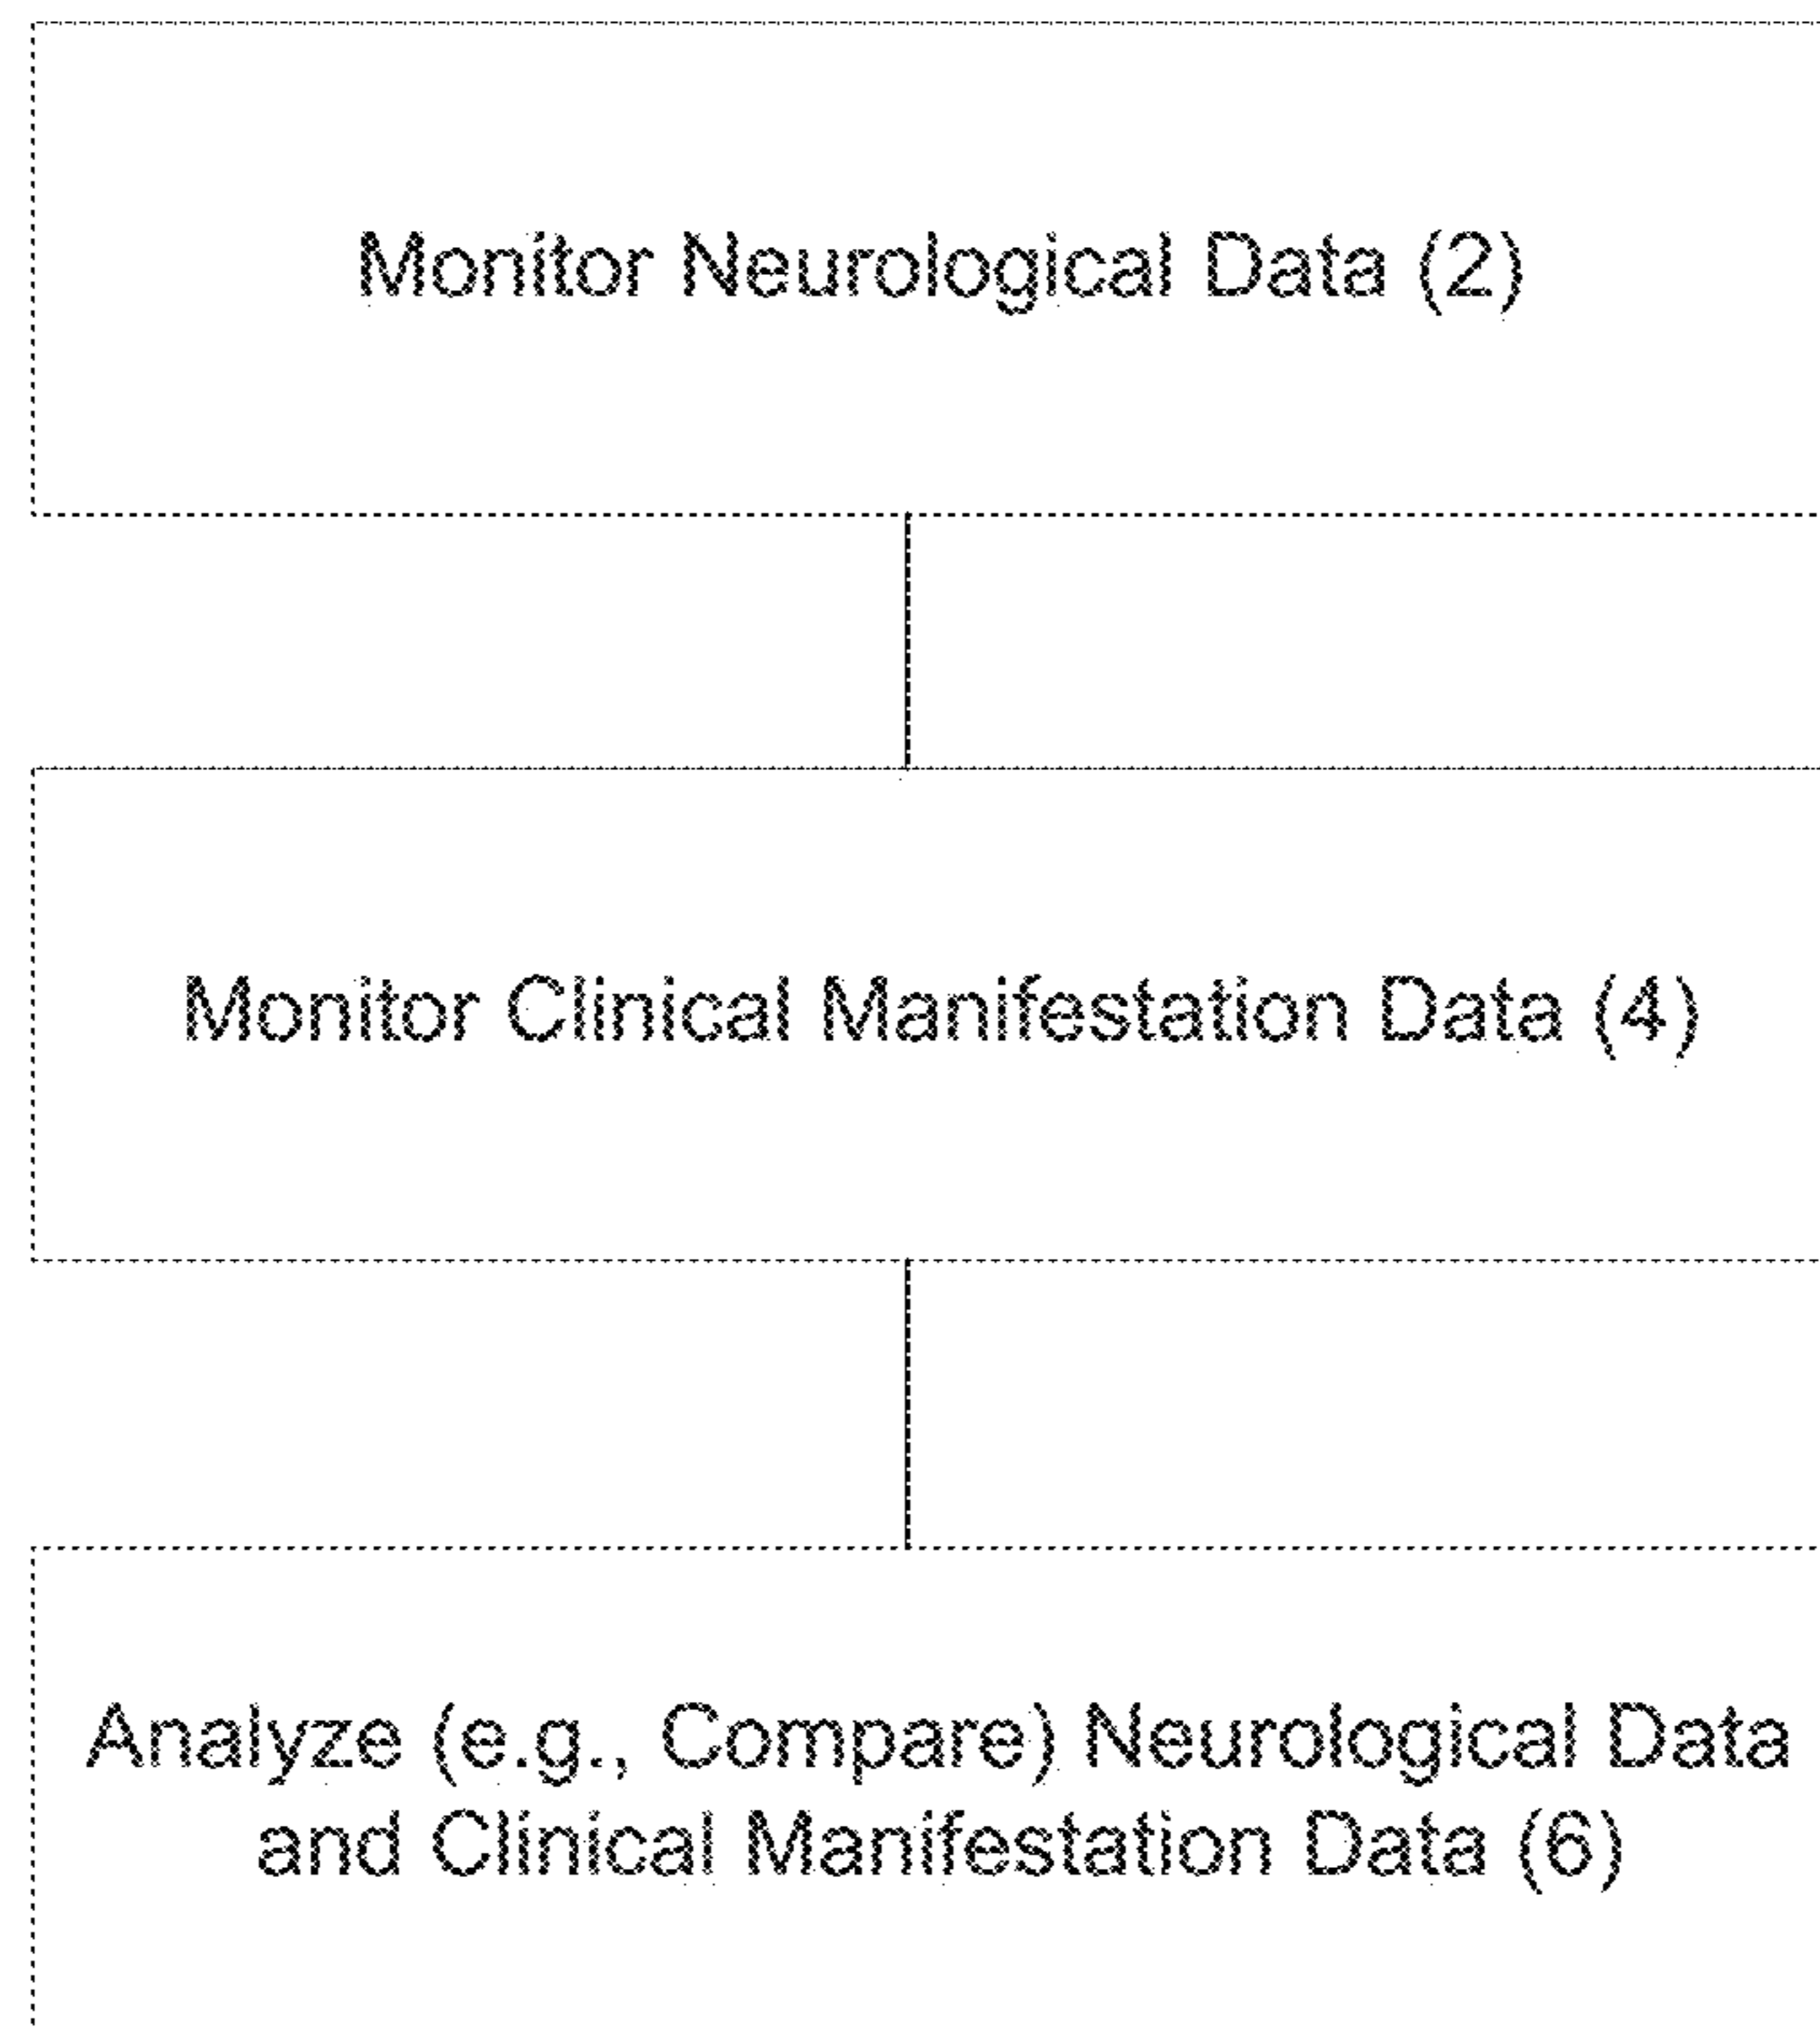 Monitor Neurological Data (2)
Monitor Clinical Manifestation Data (4)
Analyze (e.g., Compare) Neurological Data
and Clinical Manifestation Data (6)